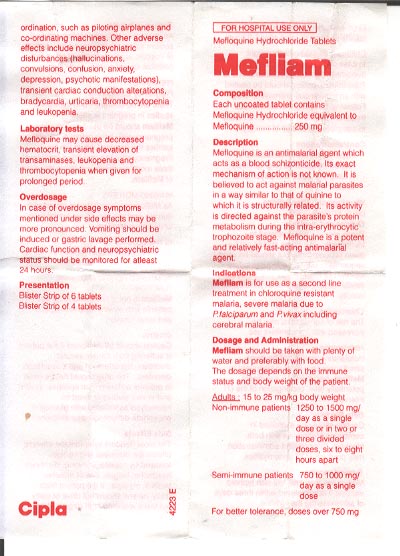 ordination, such as piloting airplanes and
co-ordinating machines. Other adverse
effects include neuropsychiatric
disturbances (hallucinations,
convulsions, confusion, anxiety,
depression, psychotic manifestations),
transient cardiac conduction alterations,
bradycardia, urticaria, thrombocytopenia
and leukopenia.
Laboratory tests
Mefloquine may cause decreased
hematocrit, transient elevation of
transaminases, leukopenia and
thrombocytopenia when given for
prolonged period.
Overdosage
In case of overdosage symptoms
mentioned under side effects may be
more pronounced. Vomiting should be
induced or gastric lavage performed.
Cardiac function and neuropsychiatric
status should be monitored for atleast
24 hours.
Presentation
Blister Strip of 6 tablets
Blister Strip of 4 tablets
Cipla
4223 E
FOR HOSPITAL USE ONLY
Mefloquine Hydrochloride Tablets
Mefliam
Composition
Each uncoated tablet contains
Mefloquine Hydrochloride equivalent to
Mefloquine ................ 250 mg
Description
Mefloquine is an antimalarial agent which
acts as a blood schizonticide. Its exact
mechanism of action is not known. It is
believed to act against malarial parasites
in a way similar to that of quinine to
which it is structurally related. Its activity
is directed against the parasite's protein
metabolism during the intra-erythrocytic
trophozoite stage. Mefloquine is a potent
and relatively fast-acting antimalarial
agent.
Indications
Mefliam is for use as a second line
treatment in chloroquine resistant
malaria, severe malaria due to
P.falciparum and P.vivax including
cerebral malaria.
Dosage and Administration
Mefliam should be taken with plenty of
water and preferably with food.
The dosage depends on the immune
status and body weight of the patient.
Adults : 15 to 25 mg/kg body weight
Non-immune patients 1250 to 1500 mg/
day as a single
dose or in two or
three divided
doses, six to eight
hours apart
Semi-immune patients 750 to 1000 mg/
day as a single
dose
For better tolerance, doses over 750 mg